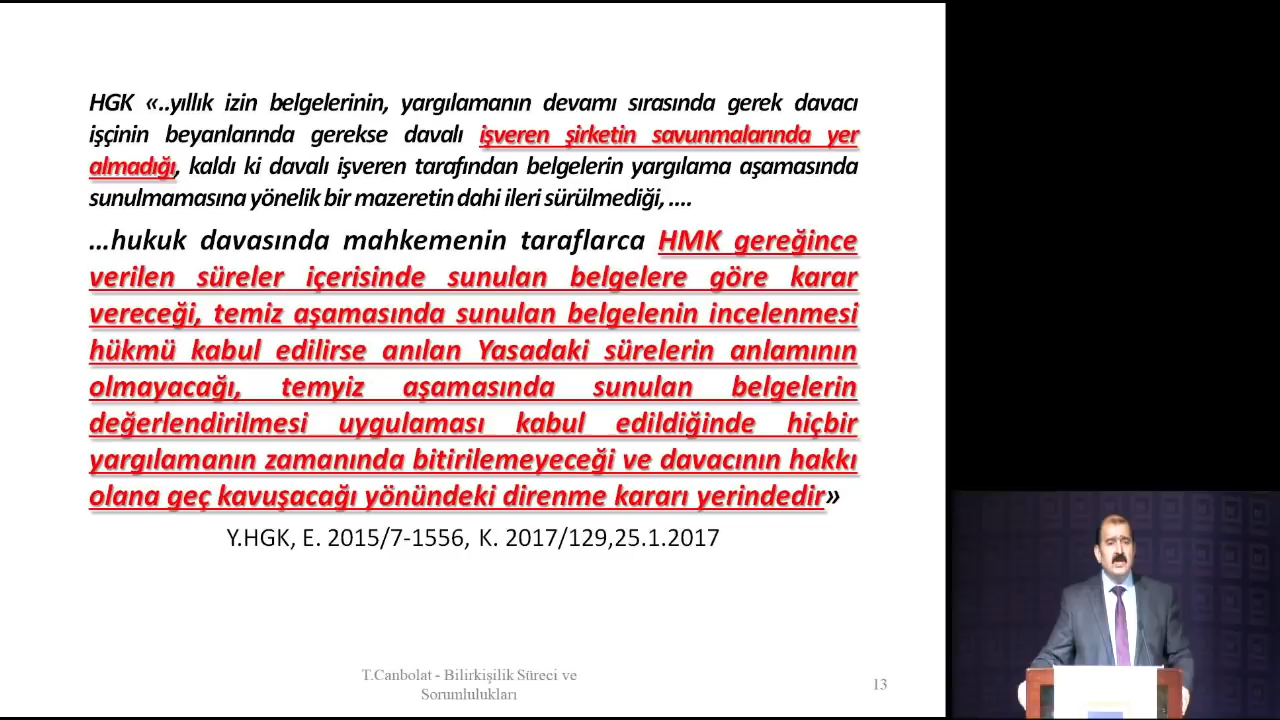 HGK «..yıllık izin belgelerinin, yargılamanın devamı sırasında gerek davacı
işçinin beyanlarında gerekse davalı işveren şirketin savunmalarında yer
almadığı, kaldı ki davalı işveren tarafından belgelerin yargılama aşamasında
sunulmamasına yönelik bir mazeretin dahi ileri sürülmediği, ....
...hukuk davasında mahkemenin taraflarca HMK gereğince
verilen süreler içerisinde sunulan belgelere göre karar
vereceği, temiz aşamasında sunulan belgelenin incelenmesi
hükmü kabul edilirse anılan Yasadaki sürelerin anlamının
olmayacağı, temyiz aşamasında sunulan belgelerin
değerlendirilmesi uygulaması kabul edildiğinde hiçbir
yargılamanın zamanında bitirilemeyeceği ve davacının hakkı
olana geç kavuşacağı yönündeki direnme kararı yerindedir»
Y.HGK, E. 2015/7-1556, K. 2017/129,25.1.2017
T.Canbolat - Bilirkişilik Süreci ve
Sorumlulukları
13